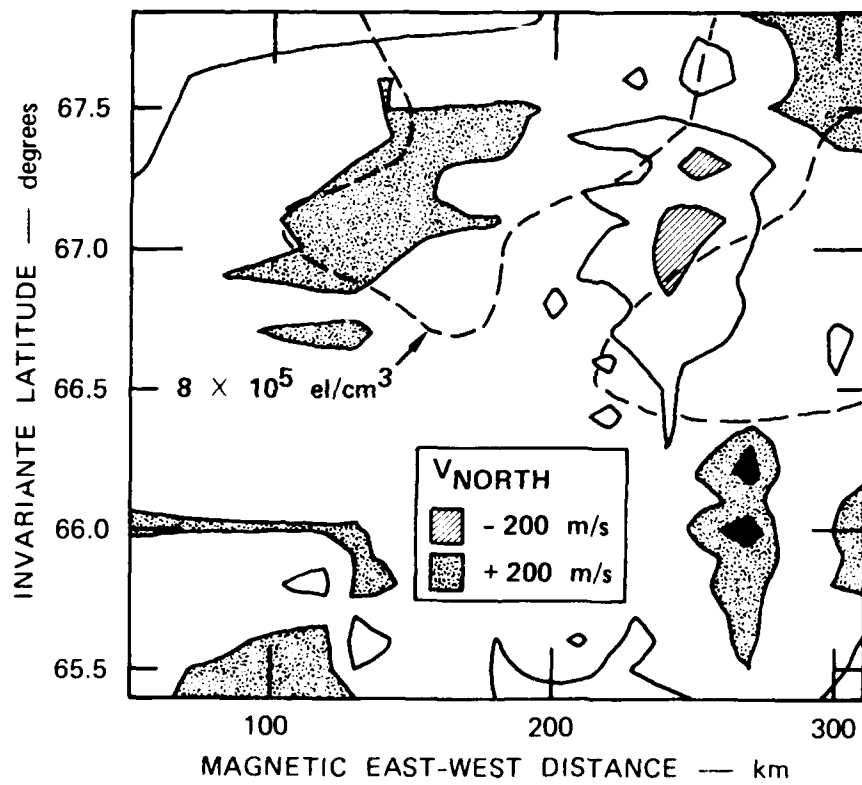 67.5
67.0
66.5
66.0
65.5
INVARIANTE LATITUDE — degrees
8 × 10⁵ el/cm³
VNORTH
- 200 m/s
+ 200 m/s
100
200
300
MAGNETIC EAST-WEST DISTANCE — km